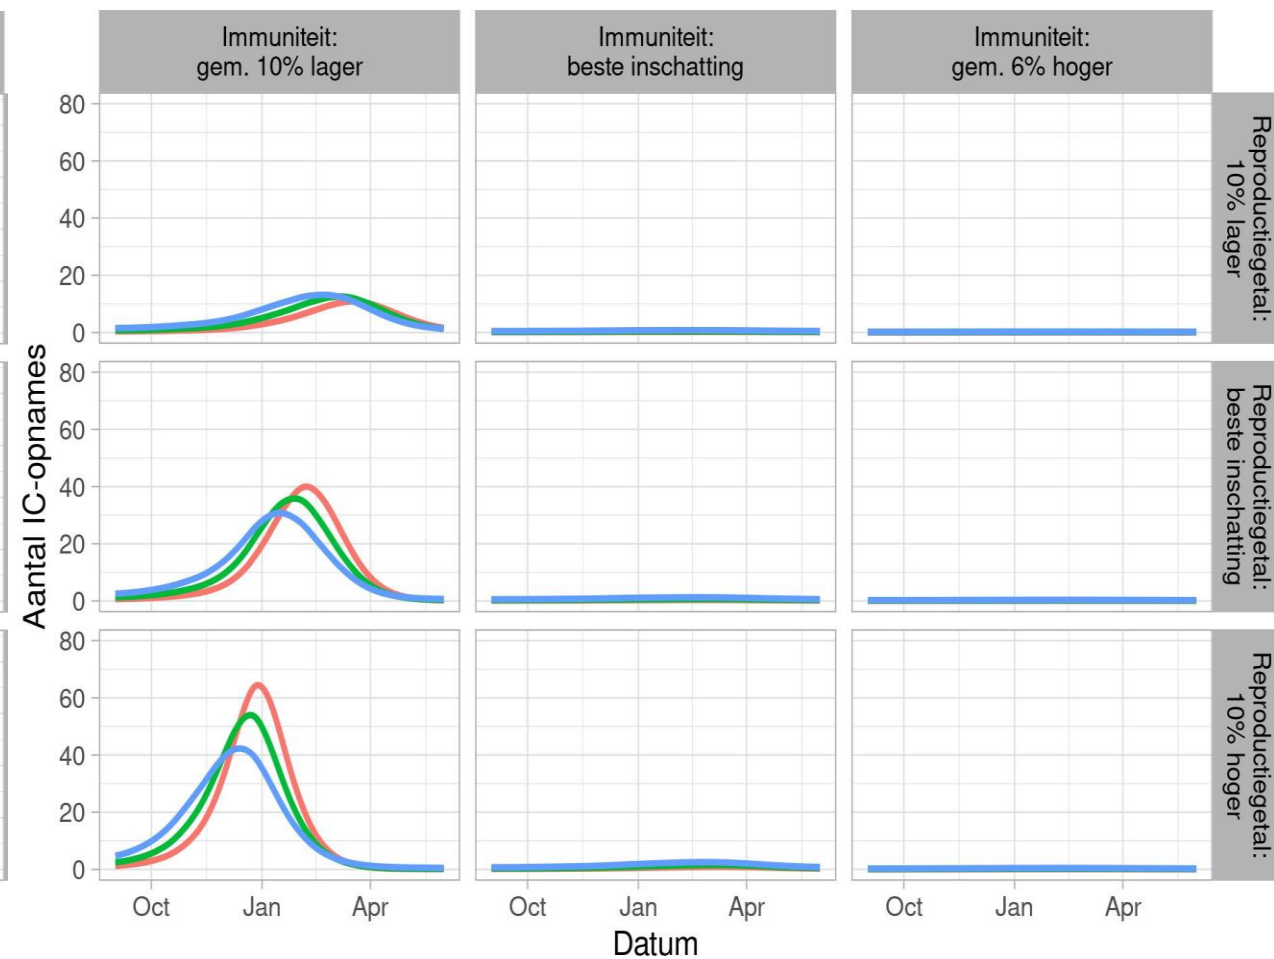 Immuniteit:
gem. 10% lager
Immuniteit:
beste inschatting
Immuniteit:
gem. 6% hoger
Aantal IC-opnames
80
60
40
20
0
Reproductiegetal:
10% lager
80
60
40
20
0
Reproductiegetal:
beste inschatting
80
60
40
20
0
Reproductiegetal:
10% hoger
Oct Jan Apr
Oct Jan Apr
Oct Jan Apr
Datum